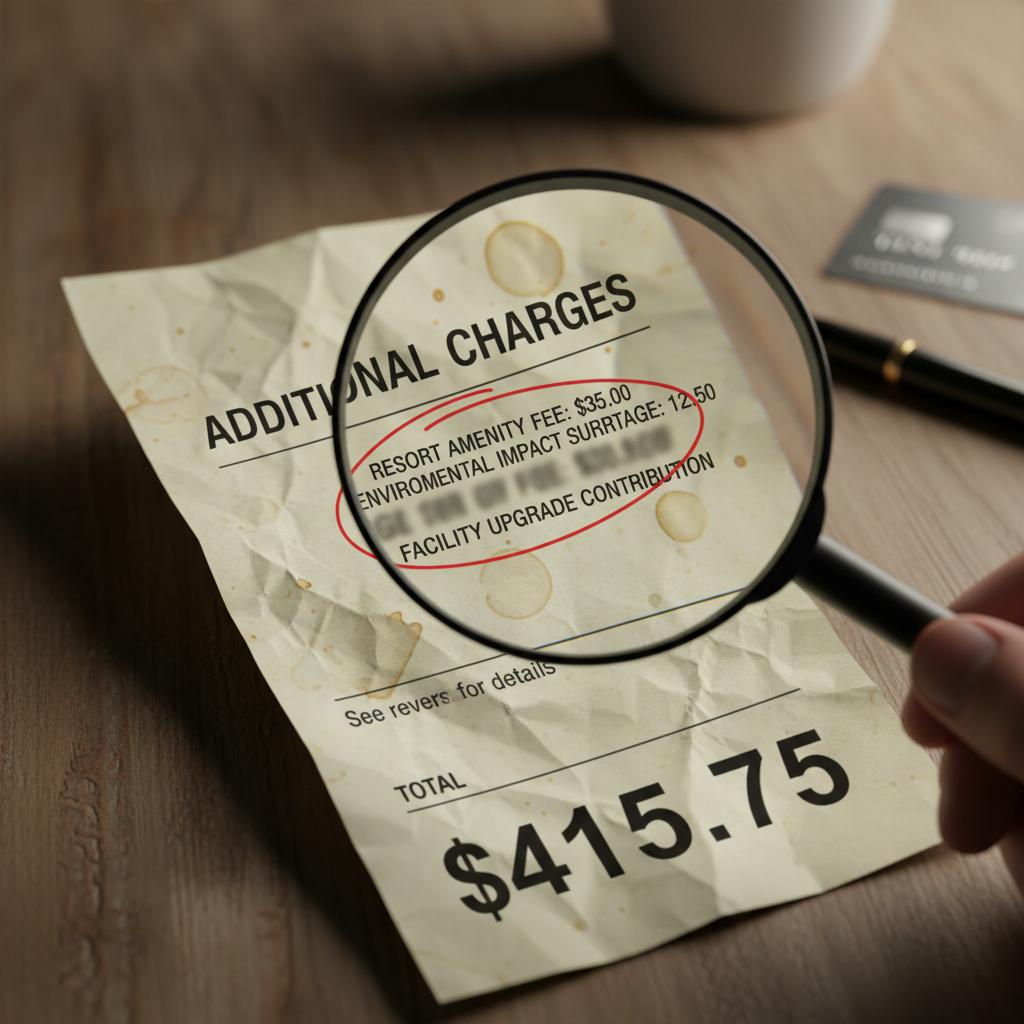 ADDITIONAL CHARGES
RESORT AMENITY FEE: $35.00
ENVIROMENTAL IMPACT SURRTAGE: 12.50
FACILITY UPGRADE CONTRIBUTION
See revers for details
TOTAL
$415.75